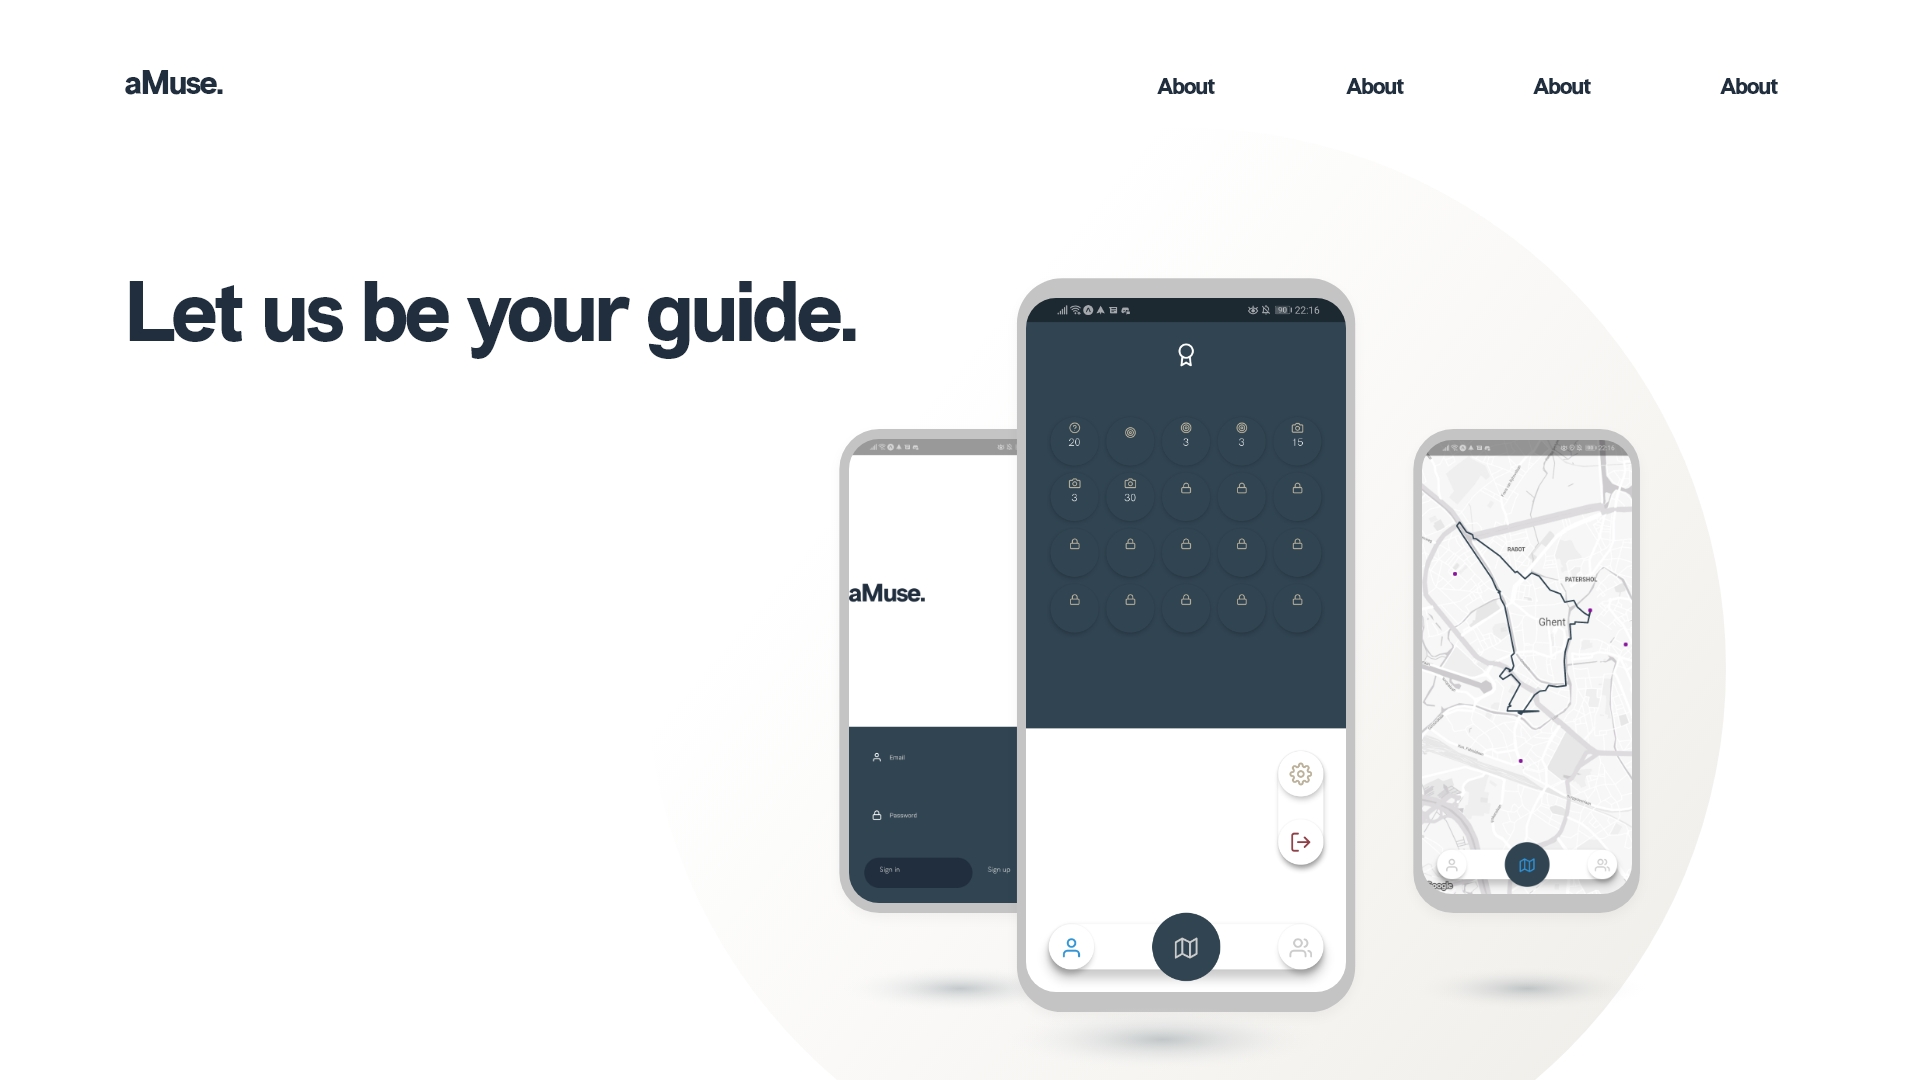 aMuse.
About
About
About
About
Let us be your guide.
aMuse.
Email
Password
Sign in
Sign up
90 22:16
20
3
3
15
3
30
RABOT
PATERSHOL
Ghent